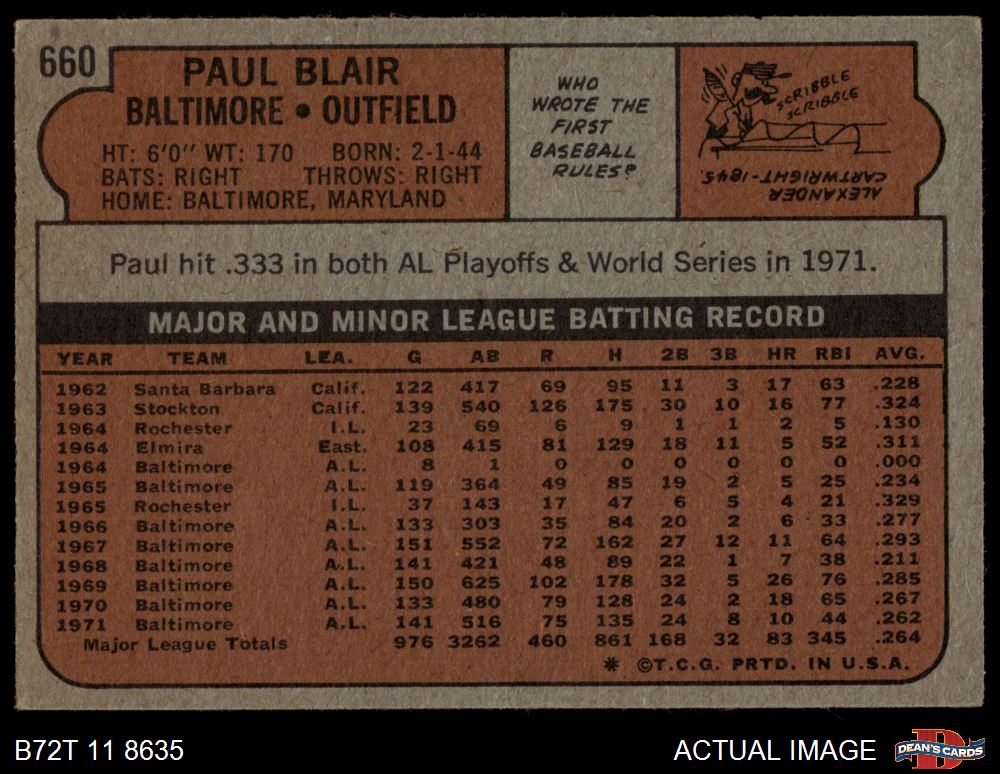 660
PAUL BLAIR
BALTIMORE • OUTFIELD
HT: 6'0" WT: 170 BORN: 2-1-44
BATS: RIGHT THROWS: RIGHT
HOME: BALTIMORE, MARYLAND
WHO
WROTE THE
FIRST
BASEBALL
RULES?
SCRIBBLE
SCRIBBLE
ALEXANDER
CARTWRIGHT-1845
Paul hit .333 in both AL Playoffs & World Series in 1971.
MAJOR AND MINOR LEAGUE BATTING RECORD
YEAR TEAM LEA. G AB R H 2B 3B HR RBI AVG.
1962 Santa Barbara Calif. 122 417 69 95 11 3 17 63 .228
1963 Stockton Calif. 139 540 126 175 30 10 16 77 .324
1964 Rochester I.L. 23 69 6 9 1 1 2 5 .130
1964 Elmira East. 108 415 81 129 18 11 5 52 .311
1964 Baltimore A.L. 8 1 0 0 0 0 0 0 .000
1965 Baltimore A.L. 119 364 49 85 19 2 5 25 .234
1965 Rochester I.L. 37 143 17 47 6 5 4 21 .329
1966 Baltimore A.L. 133 303 35 84 20 2 6 33 .277
1967 Baltimore A.L. 151 552 72 162 27 12 11 64 .293
1968 Baltimore A.L. 141 421 48 89 22 1 7 38 .211
1969 Baltimore A.L. 150 625 102 178 32 5 26 76 .285
1970 Baltimore A.L. 133 480 79 128 24 2 18 65 .267
1971 Baltimore A.L. 141 516 75 135 24 8 10 44 .262
Major League Totals 976 3262 460 861 168 32 83 345 .264
* ©T.C.G. PRTD. IN U.S.A.
B72T 11 8635
ACTUAL IMAGE
D
DEAN'S CARDS